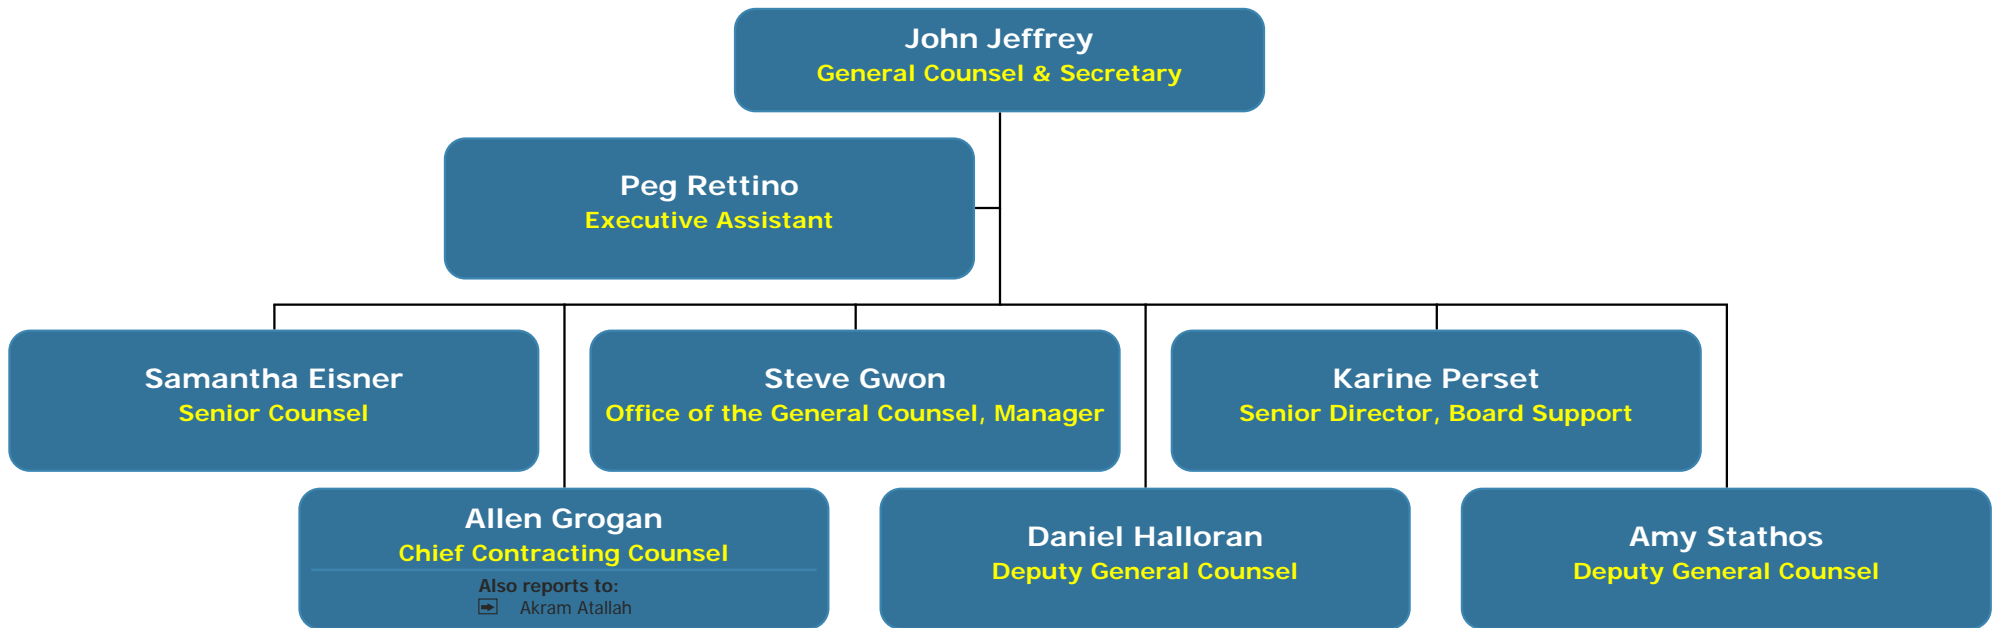 John Jeffrey
General Counsel & Secretary
Peg Rettino
Executive Assistant
Samantha Eisner
Senior Counsel
Steve Gwon
Office of the General Counsel, Manager
Karine Perset
Senior Director, Board Support
Allen Grogan
Chief Contracting Counsel
Also reports to:
Akram Atallah
Daniel Halloran
Deputy General Counsel
Amy Stathos
Deputy General Counsel